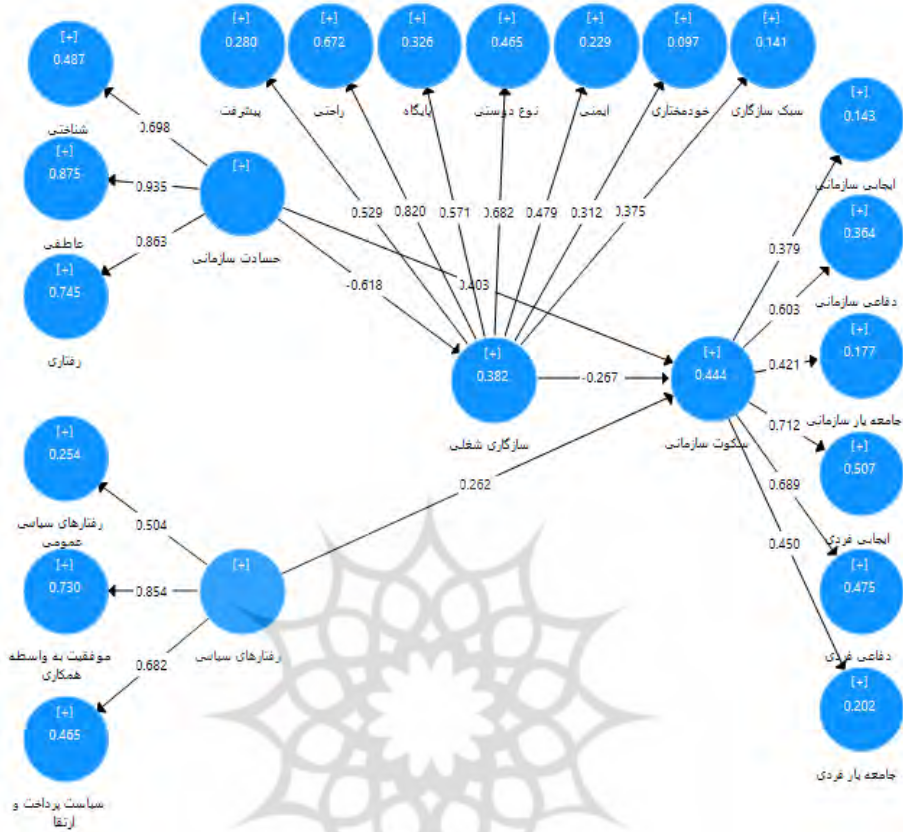 [+]
0.487
شناختی
[+]
0.875
عاطفی
[+]
0.745
رفتاری
[+]
0.280
پیشرفت
[+]
0.672
راحتی
[+]
0.326
پایگاه
[+]
0.465
نوع دوستی
[+]
0.229
ایمنی
[+]
0.097
خودمختاری
[+]
0.141
سبک سازگاری
[+]
حسادت سازمانی
0.698
0.935
0.863
-0.618
0.403
0.529
0.820
0.571
0.682
0.479
0.312
0.375
[+]
0.382
سازگاری شغلی
-0.267
[+]
0.444
سکوت سازمانی
0.262
0.379
0.603
0.421
0.712
0.689
0.450
[+]
0.143
ایجابی سازمانی
[+]
0.364
دفاعی سازمانی
[+]
0.177
جامعه یار سازمانی
[+]
0.507
ایجابی فردی
[+]
0.475
دفاعی فردی
[+]
0.202
جامعه یار فردی
[+]
0.254
رفتارهای سیاسی
عمومی
[+]
0.730
موفقیت به واسطه
همکاری
[+]
0.465
سیاست پرداخت و
ارتقا
0.504
0.854
0.682
[+]
رفتارهای سیاسی